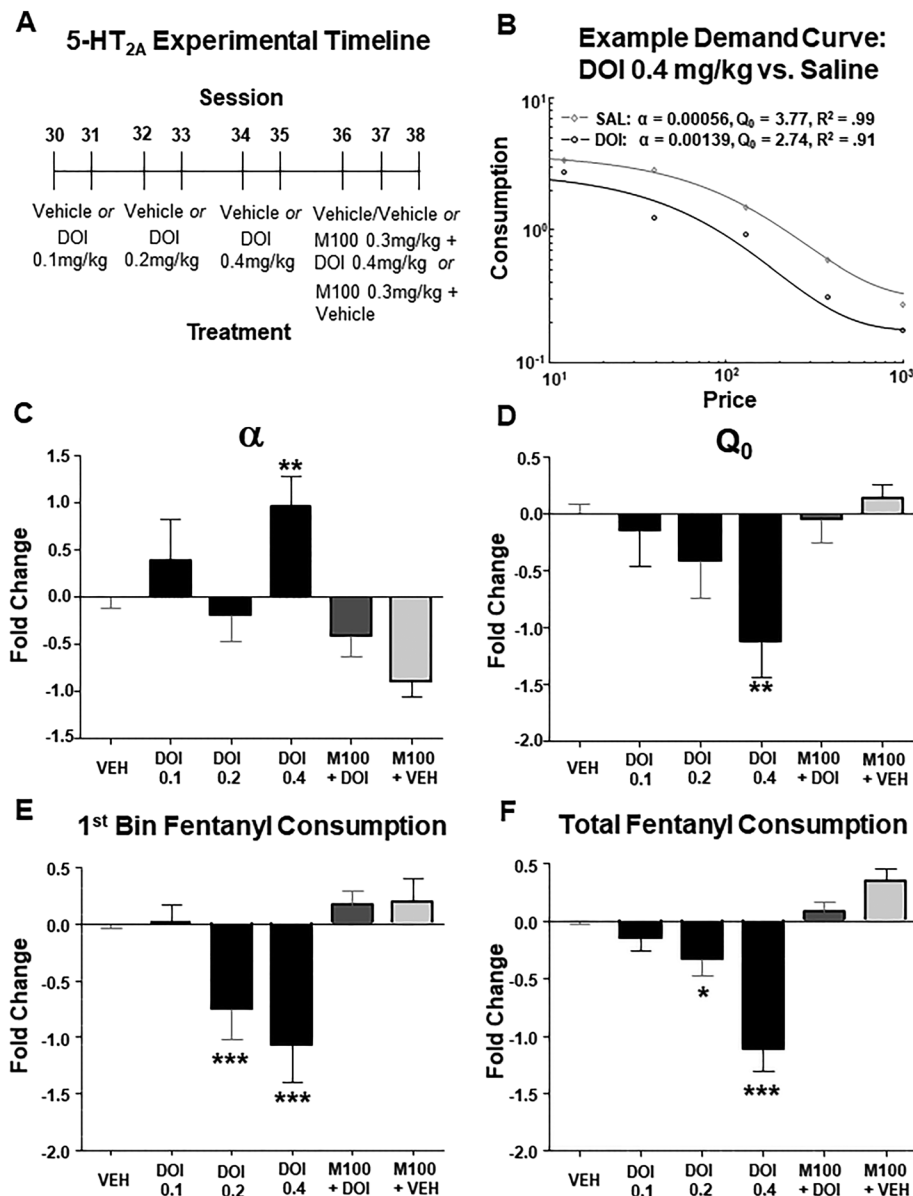 A
5-HT2A Experimental Timeline
Session
30 31 32 33 34 35 36 37 38
Vehicle or
DOI
0.1mg/kg
Vehicle or
DOI
0.2mg/kg
Vehicle or
DOI
0.4mg/kg
Vehicle/Vehicle or
M100 0.3mg/kg +
DOI 0.4mg/kg or
M100 0.3mg/kg +
Vehicle
Treatment
B
Example Demand Curve:
DOI 0.4 mg/kg vs. Saline
SAL: α = 0.00056, Q₀ = 3.77, R² = .99
DOI: α = 0.00139, Q₀ = 2.74, R² = .91
Consumption
10¹
10⁰
10⁻¹
10¹ 10² 10³
Price
C
α
**
Fold Change
1.5
1.0
0.5
0.0
-0.5
-1.0
-1.5
VEH
DOI
0.1
DOI
0.2
DOI
0.4
M100
+ DOI
M100
+ VEH
D
Q₀
Fold Change
0.5
0.0
-0.5
-1.0
-1.5
-2.0
**
VEH
DOI
0.1
DOI
0.2
DOI
0.4
M100
+ DOI
M100
+ VEH
E
1st Bin Fentanyl Consumption
Fold Change
0.5
0.0
-0.5
-1.0
-1.5
-2.0
***
***
VEH
DOI
0.1
DOI
0.2
DOI
0.4
M100
+ DOI
M100
+ VEH
F
Total Fentanyl Consumption
Fold Change
0.5
0.0
-0.5
-1.0
-1.5
-2.0
*
***
VEH
DOI
0.1
DOI
0.2
DOI
0.4
M100
+ DOI
M100
+ VEH